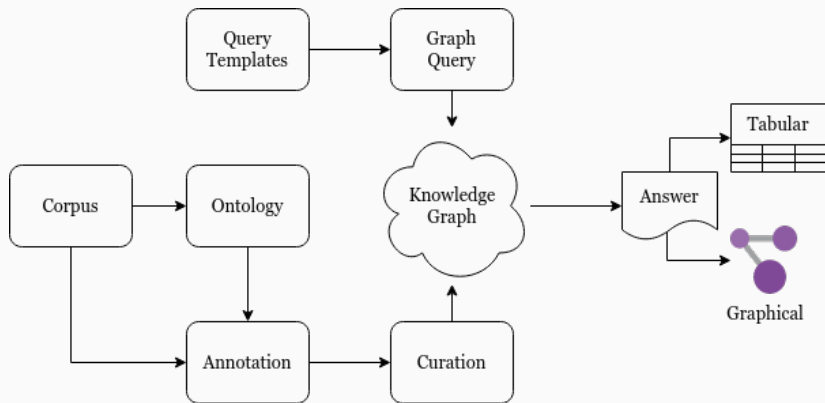 Query
Templates
Graph
Query
Tabular
Corpus
Ontology
Knowledge
Graph
Answer
Graphical
Annotation
Curation